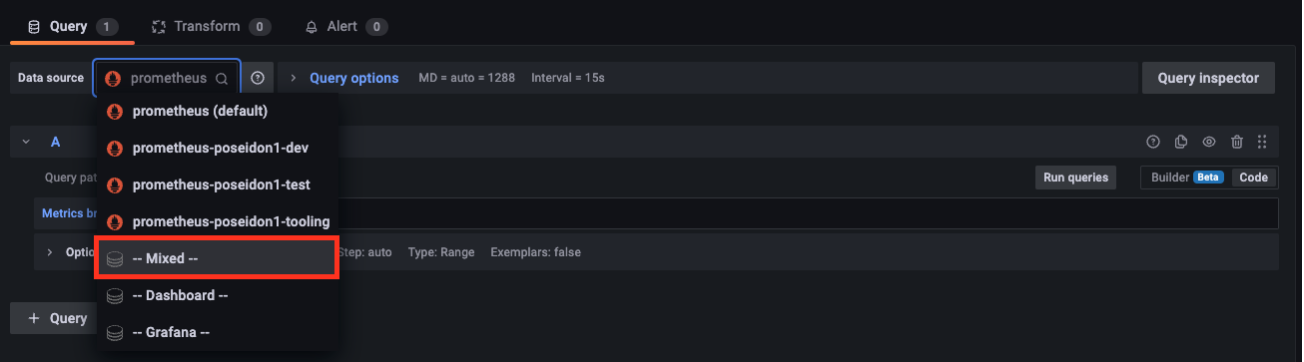 Query 1 Transform 0 Alert 0
Data source prometheus Query options MD = auto = 1288 Interval = 15s Query inspector
prometheus (default)
A
prometheus-poseidon1-dev
Query pat
prometheus-poseidon1-test
Run queries Builder Beta Code
Metrics br
prometheus-poseidon1-tooling
Optio
Step: auto Type: Range Exemplars: false
-- Mixed --
-- Dashboard --
+ Query
-- Grafana --